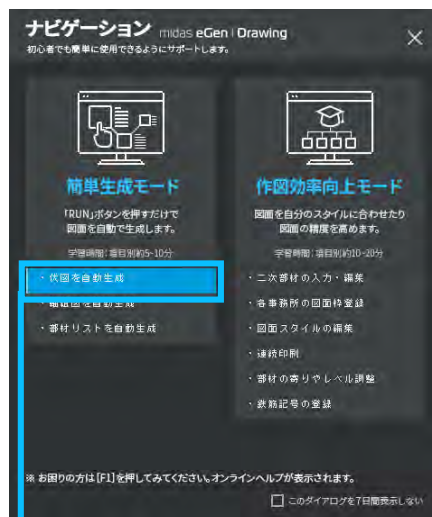 ナビゲーション midas eGen | Drawing
初心者でも簡単に使用できるようにサポートします。
簡単生成モード
「RUN」ボタンを押すだけで
図面を自動で生成します。
学習時間:項目別約5-10分
・伏図を自動生成
・軸組図を自動生成
・部材リストを自動生成
作図効率向上モード
図面を自分のスタイルに合わせたり
図面の精度を高めます。
学習時間:項目別約10-20分
・二次部材の入力・編集
・各事務所の図面枠登録
・図面スタイルの編集
・連続印刷
・部材の寄りやレベル調整
・鉄筋記号の登録
※ お困りの方は[F1]を押してみてください。オンラインヘルプが表示されます。
このダイアログを7日間表示しない